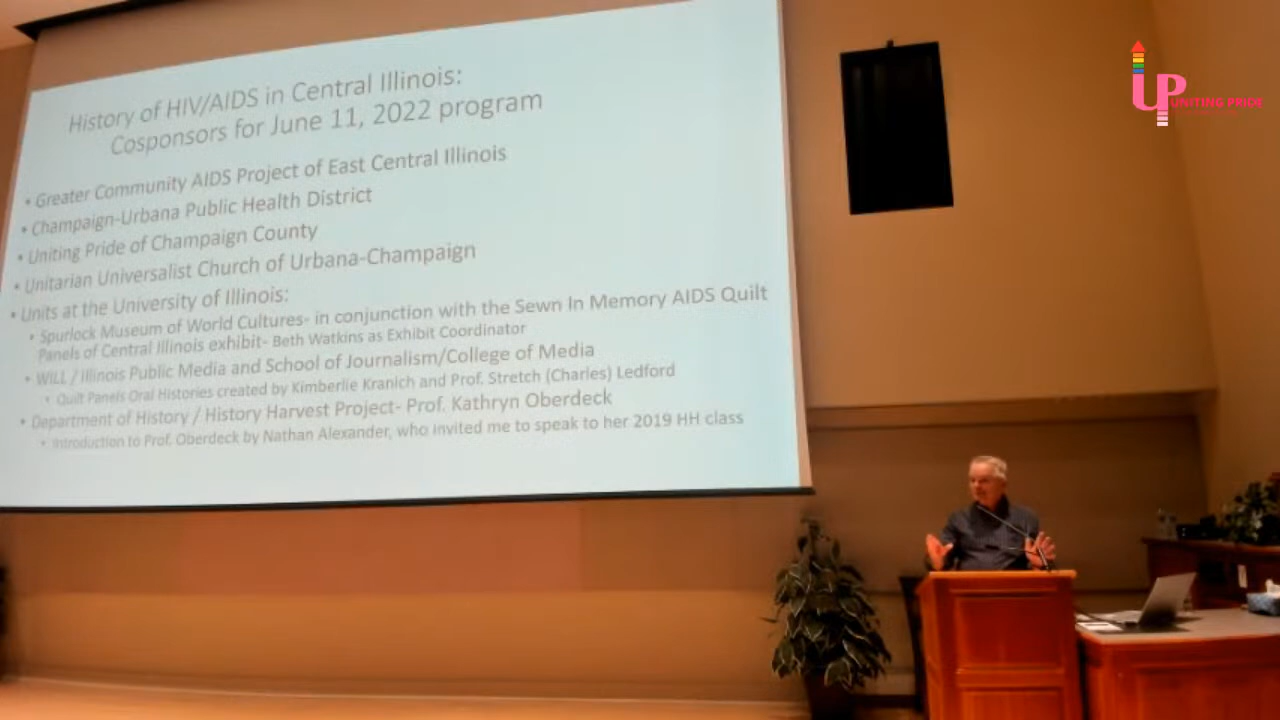 History of HIV/AIDS in Central Illinois:
Cosponsors for June 11, 2022 program
• Greater Community AIDS Project of East Central Illinois
• Champaign-Urbana Public Health District
• Uniting Pride of Champaign County
• Unitarian Universalist Church of Urbana-Champaign
• Units at the University of Illinois:
• Spurlock Museum of World Cultures- in conjunction with the Sewn In Memory AIDS Quilt
Panels of Central Illinois exhibit- Beth Watkins as Exhibit Coordinator
• WILL / Illinois Public Media and School of Journalism/College of Media
• Quilt Panels Oral Histories created by Kimberlie Kranich and Prof. Stretch (Charles) Ledford
• Department of History / History Harvest Project- Prof. Kathryn Oberdeck
• Introduction to Prof. Oberdeck by Nathan Alexander, who invited me to speak to her 2019 HH class
UP
UNITING PRIDE